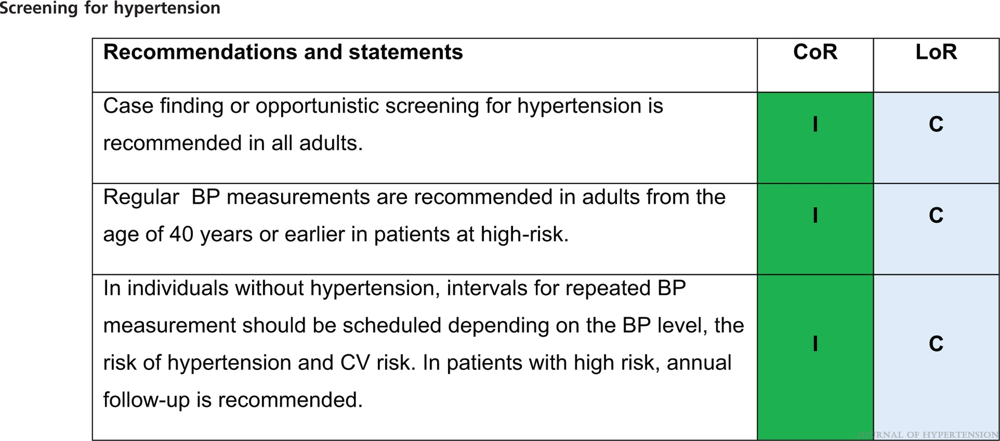 Screening for hypertension
Recommendations and statements CoR LoR
Case finding or opportunistic screening for hypertension is
recommended in all adults.
I C
Regular BP measurements are recommended in adults from the
age of 40 years or earlier in patients at high-risk.
I C
In individuals without hypertension, intervals for repeated BP
measurement should be scheduled depending on the BP level, the
risk of hypertension and CV risk. In patients with high risk, annual
follow-up is recommended.
I C
JOURNAL OF HYPERTENSION